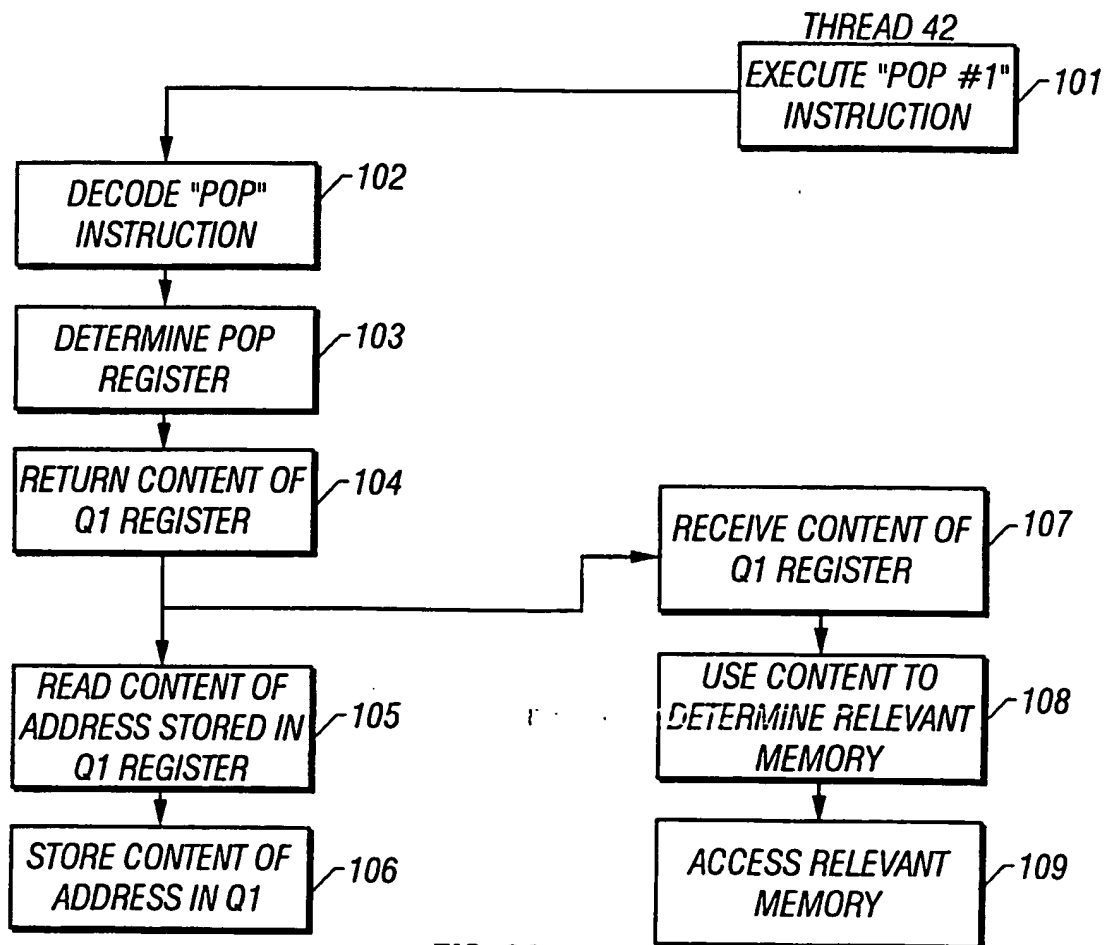 THREAD 42
EXECUTE "POP #1"
INSTRUCTION
101
DECODE "POP"
INSTRUCTION
102
DETERMINE POP
REGISTER
103
RETURN CONTENT OF
Q1 REGISTER
104
READ CONTENT OF
ADDRESS STORED IN
Q1 REGISTER
105
STORE CONTENT OF
ADDRESS IN Q1
106
RECEIVE CONTENT OF
Q1 REGISTER
107
USE CONTENT TO
DETERMINE RELEVANT
MEMORY
108
ACCESS RELEVANT
MEMORY
109